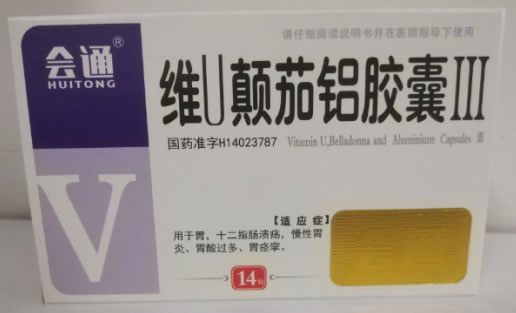 请仔细阅读说明书并在医师指导下使用
会通®
HUITONG
维U颠茄铝胶囊III
国药准字H14023787 Vitamin U,Belladonna and Aluminium Capsules III
V
【适应症】
用于胃、十二指肠溃疡，慢性胃
炎、胃酸过多、胃痉挛。
14粒